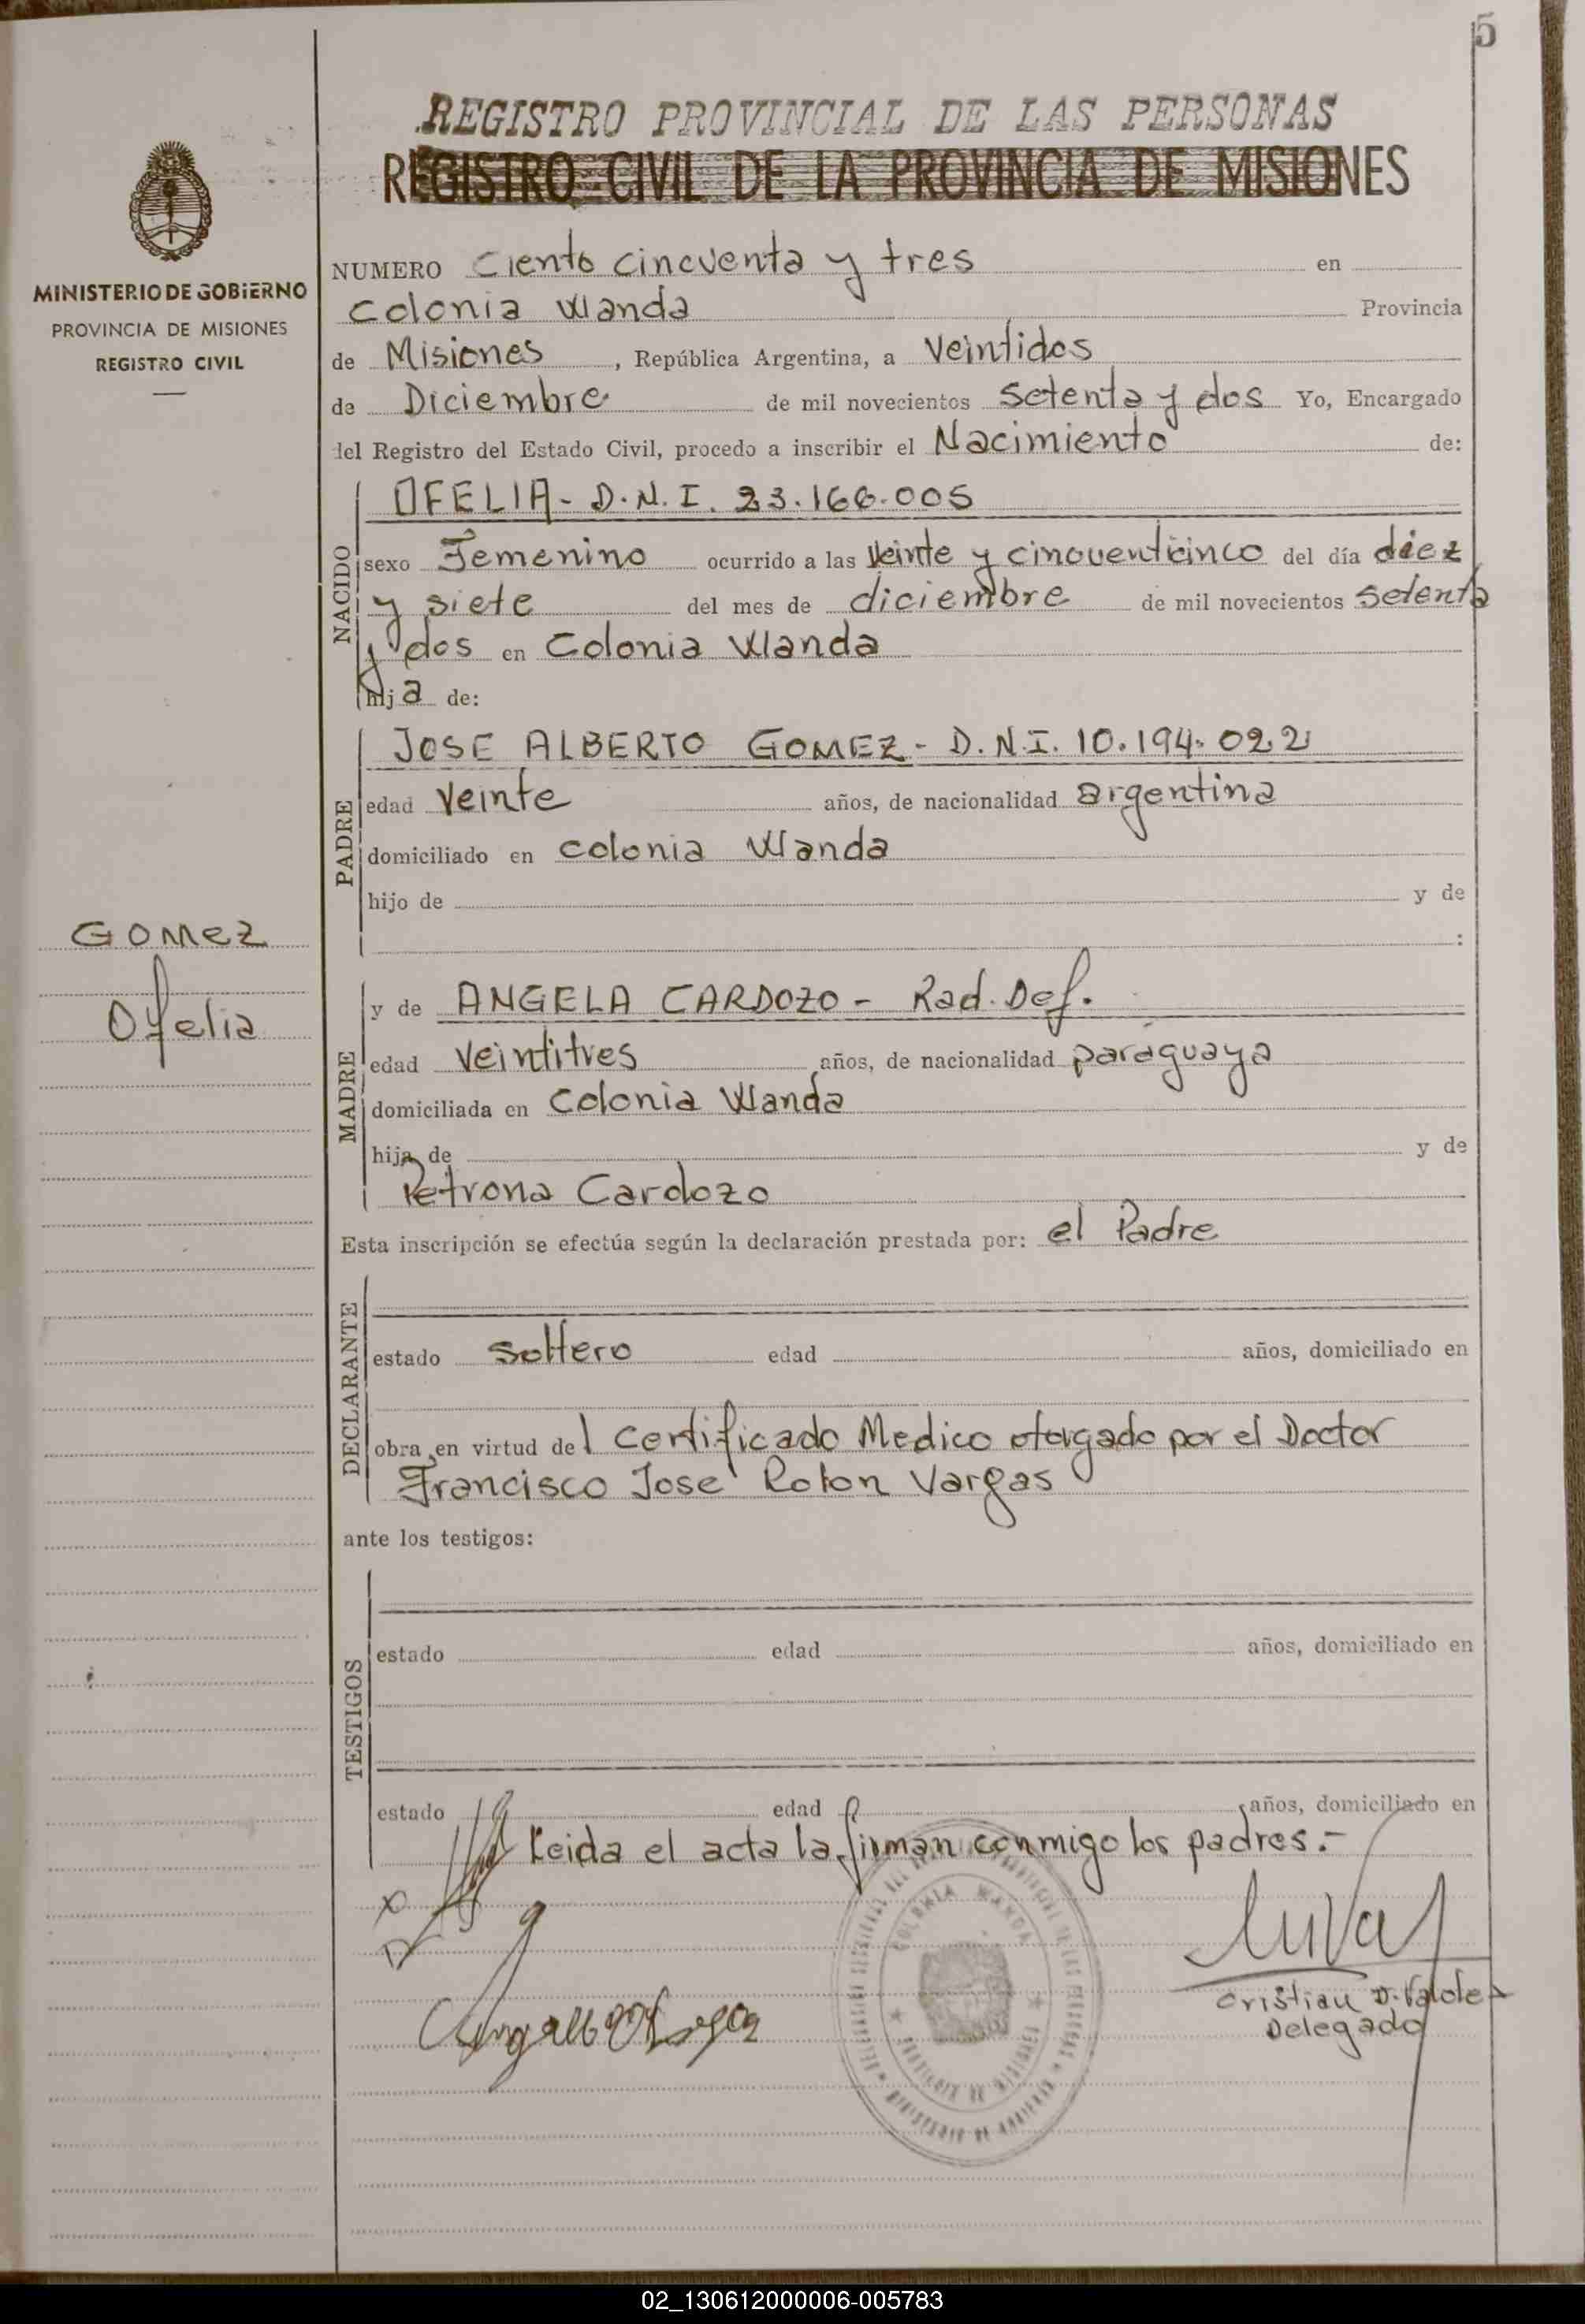 5
REGISTRO PROVINCIAL DE LAS PERSONAS
REGISTRO CIVIL DE LA PROVINCIA DE MISIONES
MINISTERIO DE GOBIERNO
PROVINCIA DE MISIONES
REGISTRO CIVIL
NUMERO Ciento cincuenta y tres en
Colonia Wanda Provincia
de Misiones, República Argentina, a Veintidos
de Diciembre de mil novecientos Setenta y dos Yo, Encargado
del Registro del Estado Civil, procedo a inscribir el Nacimiento de:
NACIDO
OFELIA - D.N.I. 23.166.005
sexo Femenino ocurrido a las Veinte y cincuenticinco del día diez
y siete del mes de diciembre de mil novecientos Setenta
y dos en Colonia Wanda
hija de:
PADRE
JOSE ALBERTO GOMEZ - D.N.I. 10.194.022
edad Veinte años, de nacionalidad argentina
domiciliado en colonia Wanda
hijo de y de
:
Gomez
Ofelia
MADRE
y de ANGELA CARDOZO - Rad. Def.
edad Veintitres años, de nacionalidad paraguaya
domiciliada en Colonia Wanda
hija de y de
Petrona Cardozo
Esta inscripción se efectúa según la declaración prestada por: el Padre
DECLARANTE
estado Soltero edad años, domiciliado en
obra en virtud del Certificado Medico otorgado por el Doctor
Francisco Jose Rolon Vargas
ante los testigos:
TESTIGOS
estado edad años, domiciliado en
estado edad años, domiciliado en
Leida el acta la firman conmigo los padres.-
x
COLONIA WANDA
PROVINCIA DE MISIONES
Cristian D. Valdez
Delegado
02_130612000006-005783